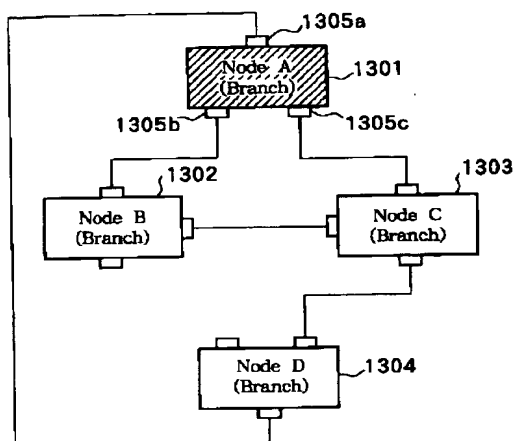 1305a
Node A
(Branch)
1301
1305b
1305c
1302
1303
Node B
(Branch)
Node C
(Branch)
Node D
(Branch)
1304